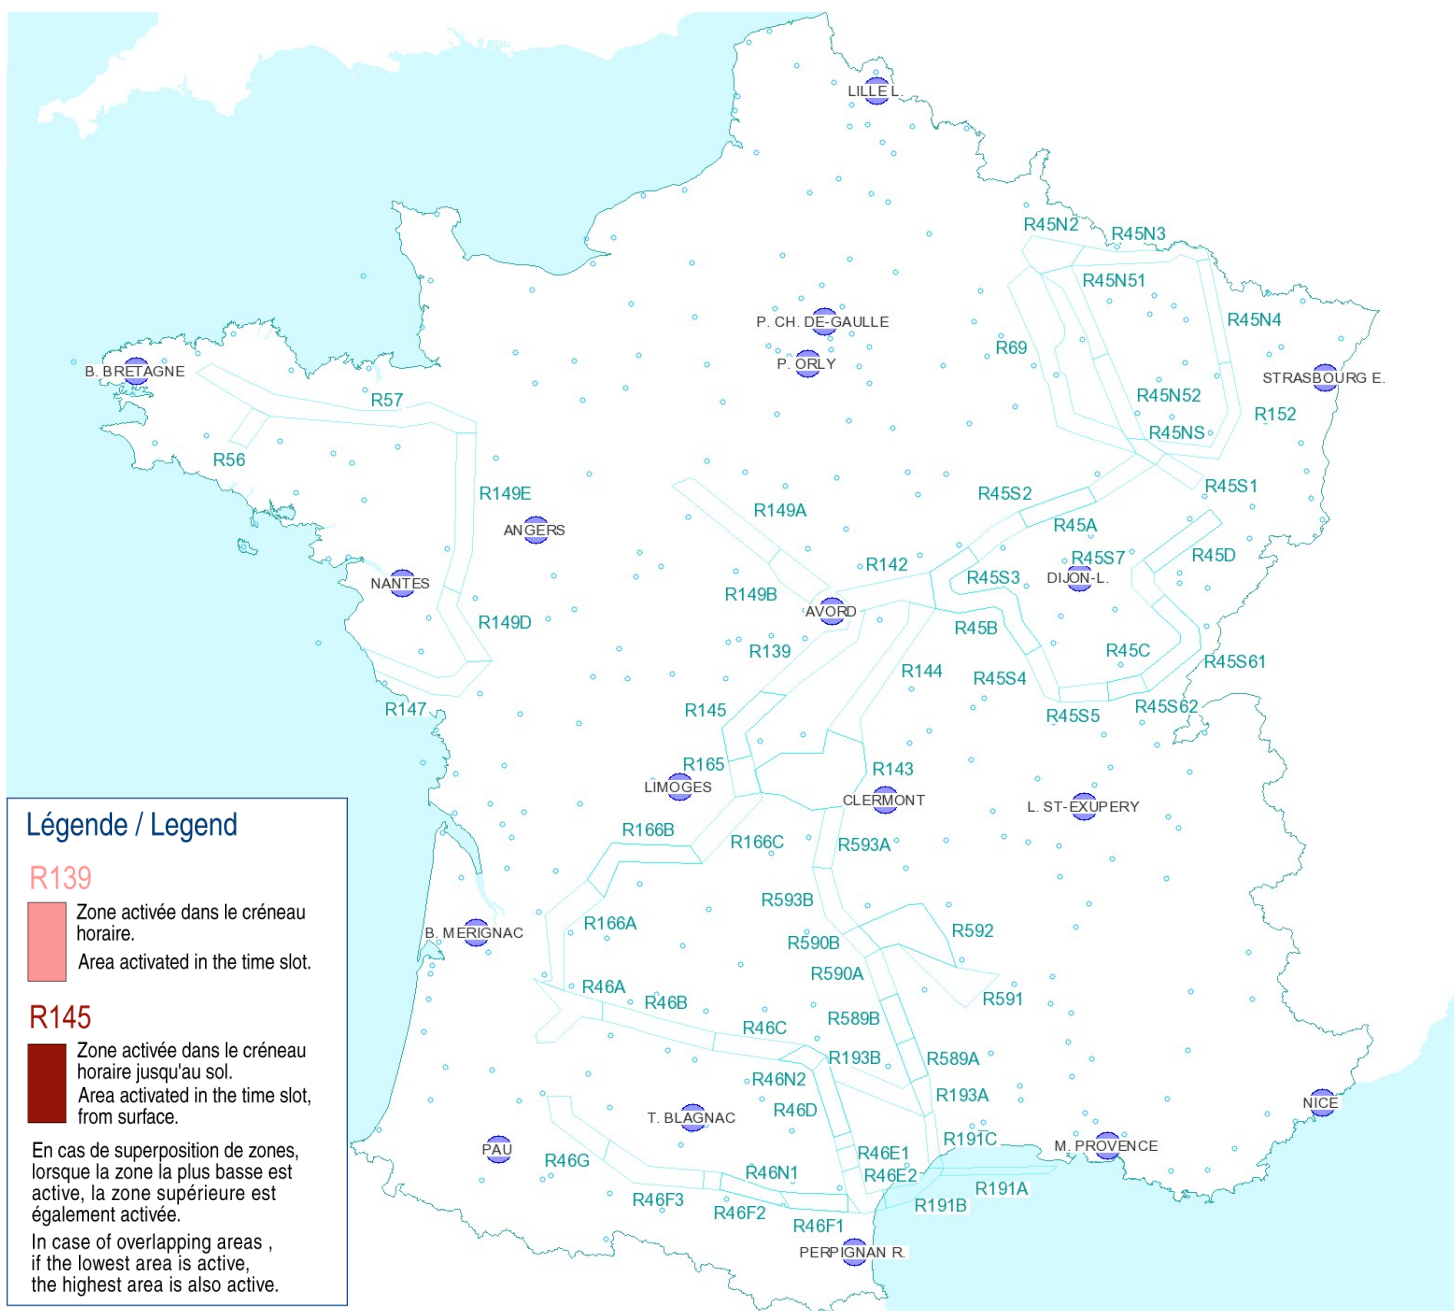 LILLE L.
R45N2
R45N3
R45N51
P. CH. DE-GAULLE
R45N4
R69
P. ORLY
B. BRETAGNE
STRASBOURG E.
R57
R45N52
R152
R45NS
R56
R149E
R45S2
R45S1
R149A
R45A
ANGERS
R45S7
R45D
R142
R45S3
DIJON-L.
NANTES
R149B
AVORD
R149D
R45B
R139
R45C
R45S61
R144
R45S4
R147
R145
R45S5
R45S62
R165
R143
LIMOGES
CLERMONT
L. ST-EXUPERY
R166B
R166C
R593A
R593B
R166A
B. MERIGNAC
R592
R590B
R590A
R46A
R46B
R591
R46C
R589B
R193B
R589A
R46N2
R193A
R46D
T. BLAGNAC
NICE
R191C
PAU
M. PROVENCE
R46E1
R46G
R46N1
R46E2
R191A
R46F3
R46F2
R191B
R46F1
PERPIGNAN R.
Légende / Legend
R139
Zone activée dans le créneau
horaire.
Area activated in the time slot.
R145
Zone activée dans le créneau
horaire jusqu'au sol.
Area activated in the time slot,
from surface.
En cas de superposition de zones,
lorsque la zone la plus basse est
active, la zone supérieure est
également activée.
In case of overlapping areas ,
if the lowest area is active,
the highest area is also active.